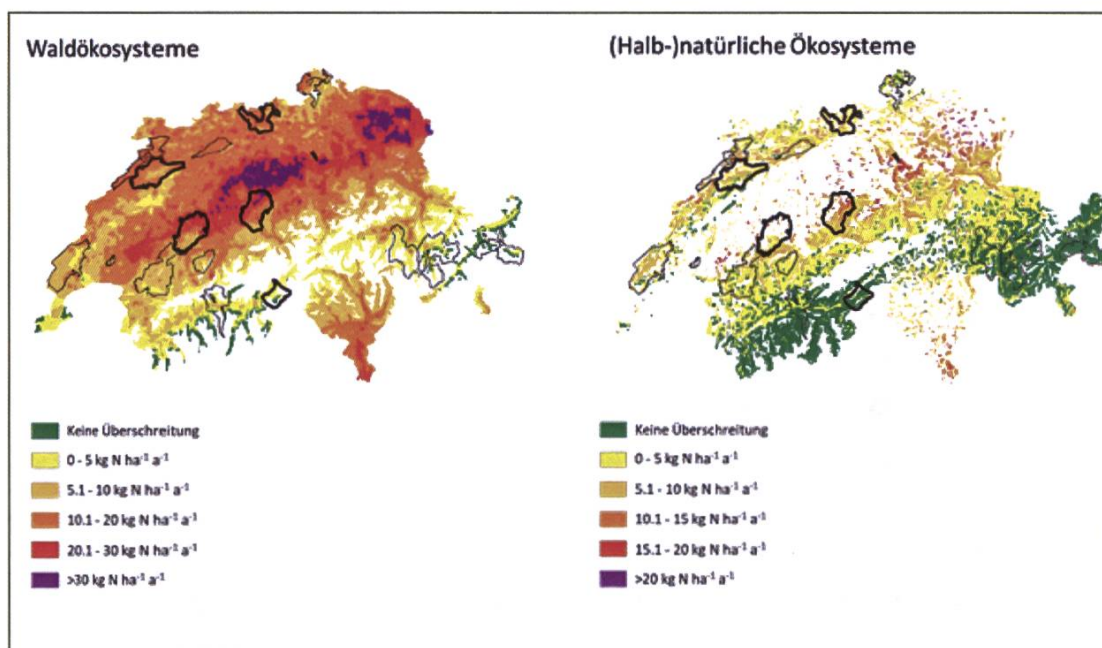 Waldökosysteme
Keine Überschreitung
0 - 5 kg N ha⁻¹ a⁻¹
5.1 - 10 kg N ha⁻¹ a⁻¹
10.1 - 20 kg N ha⁻¹ a⁻¹
20.1 - 30 kg N ha⁻¹ a⁻¹
>30 kg N ha⁻¹ a⁻¹
(Halb-)natürliche Ökosysteme
Keine Überschreitung
0 - 5 kg N ha⁻¹ a⁻¹
5.1 - 10 kg N ha⁻¹ a⁻¹
10.1 - 15 kg N ha⁻¹ a⁻¹
15.1 - 20 kg N ha⁻¹ a⁻¹
>20 kg N ha⁻¹ a⁻¹